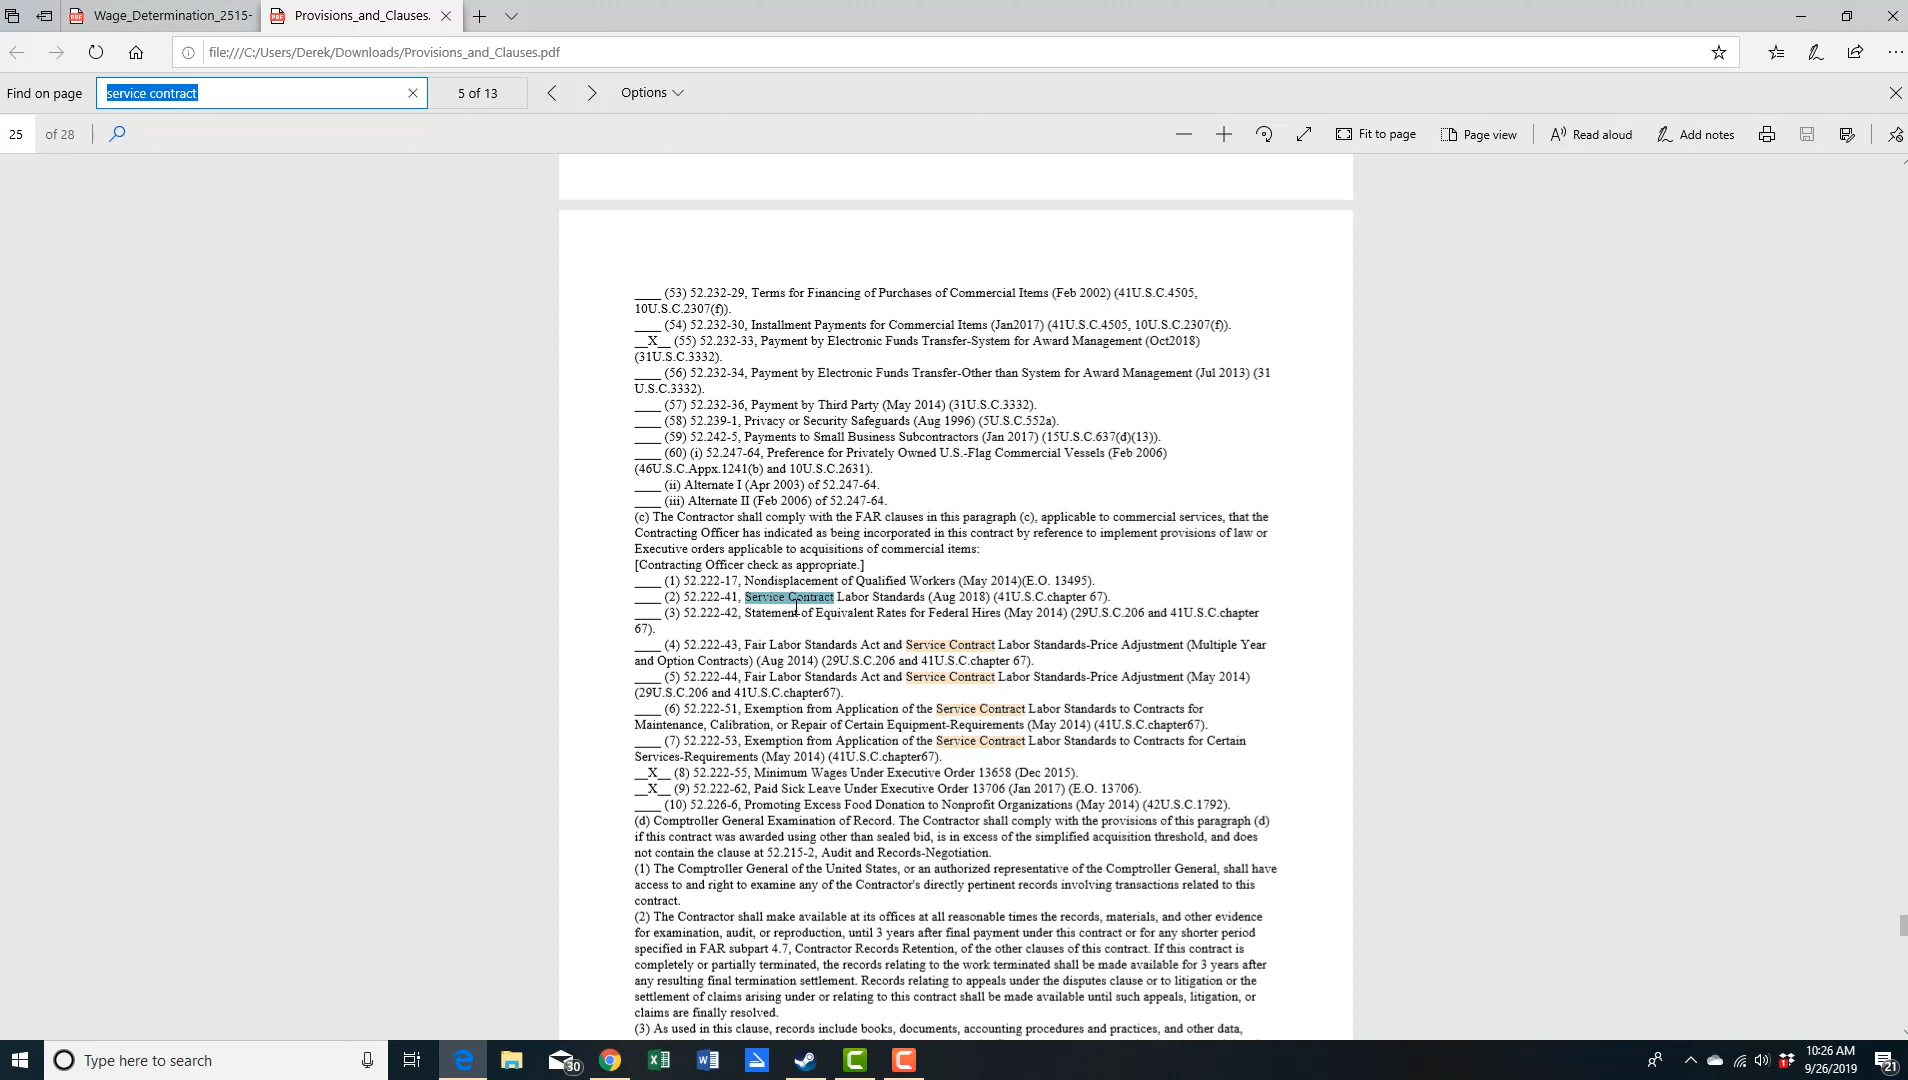 Wage_Determination_2515-
Provisions_and_Clauses.
file:///C:/Users/Derek/Downloads/Provisions_and_Clauses.pdf
Find on page
service contract
5 of 13
Options
25
of 28
Fit to page
Page view
Read aloud
Add notes
____ (53) 52.232-29, Terms for Financing of Purchases of Commercial Items (Feb 2002) (41U.S.C.4505,
10U.S.C.2307(f)).
____ (54) 52.232-30, Installment Payments for Commercial Items (Jan2017) (41U.S.C.4505, 10U.S.C.2307(f)).
__X__ (55) 52.232-33, Payment by Electronic Funds Transfer-System for Award Management (Oct2018)
(31U.S.C.3332).
____ (56) 52.232-34, Payment by Electronic Funds Transfer-Other than System for Award Management (Jul 2013) (31
U.S.C.3332).
____ (57) 52.232-36, Payment by Third Party (May 2014) (31U.S.C.3332).
____ (58) 52.239-1, Privacy or Security Safeguards (Aug 1996) (5U.S.C.552a).
____ (59) 52.242-5, Payments to Small Business Subcontractors (Jan 2017) (15U.S.C.637(d)(13)).
____ (60) (i) 52.247-64, Preference for Privately Owned U.S.-Flag Commercial Vessels (Feb 2006)
(46U.S.C.Appx.1241(b) and 10U.S.C.2631).
____ (ii) Alternate I (Apr 2003) of 52.247-64.
____ (iii) Alternate II (Feb 2006) of 52.247-64.
(c) The Contractor shall comply with the FAR clauses in this paragraph (c), applicable to commercial services, that the
Contracting Officer has indicated as being incorporated in this contract by reference to implement provisions of law or
Executive orders applicable to acquisitions of commercial items:
[Contracting Officer check as appropriate.]
____ (1) 52.222-17, Nondisplacement of Qualified Workers (May 2014)(E.O. 13495).
____ (2) 52.222-41, Service Contract Labor Standards (Aug 2018) (41U.S.C.chapter 67).
____ (3) 52.222-42, Statement of Equivalent Rates for Federal Hires (May 2014) (29U.S.C.206 and 41U.S.C.chapter
67).
____ (4) 52.222-43, Fair Labor Standards Act and Service Contract Labor Standards-Price Adjustment (Multiple Year
and Option Contracts) (Aug 2014) (29U.S.C.206 and 41U.S.C.chapter 67).
____ (5) 52.222-44, Fair Labor Standards Act and Service Contract Labor Standards-Price Adjustment (May 2014)
(29U.S.C.206 and 41U.S.C.chapter67).
____ (6) 52.222-51, Exemption from Application of the Service Contract Labor Standards to Contracts for
Maintenance, Calibration, or Repair of Certain Equipment-Requirements (May 2014) (41U.S.C.chapter67).
____ (7) 52.222-53, Exemption from Application of the Service Contract Labor Standards to Contracts for Certain
Services-Requirements (May 2014) (41U.S.C.chapter67).
__X__ (8) 52.222-55, Minimum Wages Under Executive Order 13658 (Dec 2015).
__X__ (9) 52.222-62, Paid Sick Leave Under Executive Order 13706 (Jan 2017) (E.O. 13706).
____ (10) 52.226-6, Promoting Excess Food Donation to Nonprofit Organizations (May 2014) (42U.S.C.1792).
(d) Comptroller General Examination of Record. The Contractor shall comply with the provisions of this paragraph (d)
if this contract was awarded using other than sealed bid, is in excess of the simplified acquisition threshold, and does
not contain the clause at 52.215-2, Audit and Records-Negotiation.
(1) The Comptroller General of the United States, or an authorized representative of the Comptroller General, shall have
access to and right to examine any of the Contractor's directly pertinent records involving transactions related to this
contract.
(2) The Contractor shall make available at its offices at all reasonable times the records, materials, and other evidence
for examination, audit, or reproduction, until 3 years after final payment under this contract or for any shorter period
specified in FAR subpart 4.7, Contractor Records Retention, of the other clauses of this contract. If this contract is
completely or partially terminated, the records relating to the work terminated shall be made available for 3 years after
any resulting final termination settlement. Records relating to appeals under the disputes clause or to litigation or the
settlement of claims arising under or relating to this contract shall be made available until such appeals, litigation, or
claims are finally resolved.
(3) As used in this clause, records include books, documents, accounting procedures and practices, and other data,
Type here to search
30
10:26 AM
9/26/2019
21